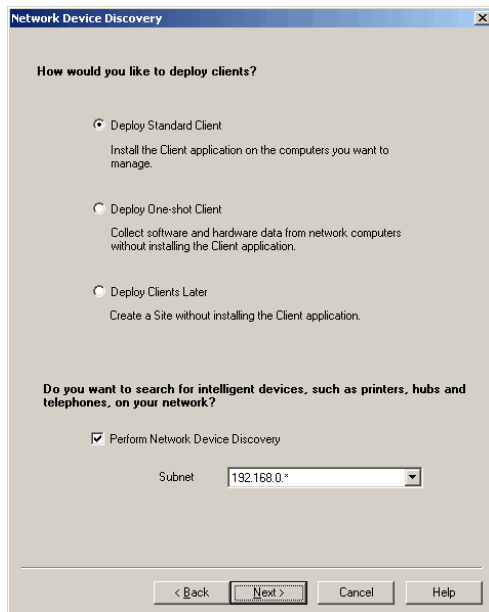 Network Device Discovery
How would you like to deploy clients?
Deploy Standard Client
Install the Client application on the computers you want to
manage.
Deploy One-shot Client
Collect software and hardware data from network computers
without installing the Client application.
Deploy Clients Later
Create a Site without installing the Client application.
Do you want to search for intelligent devices, such as printers, hubs and
telephones, on your network?
Perform Network Device Discovery
Subnet 192.168.0.*
< Back Next > Cancel Help